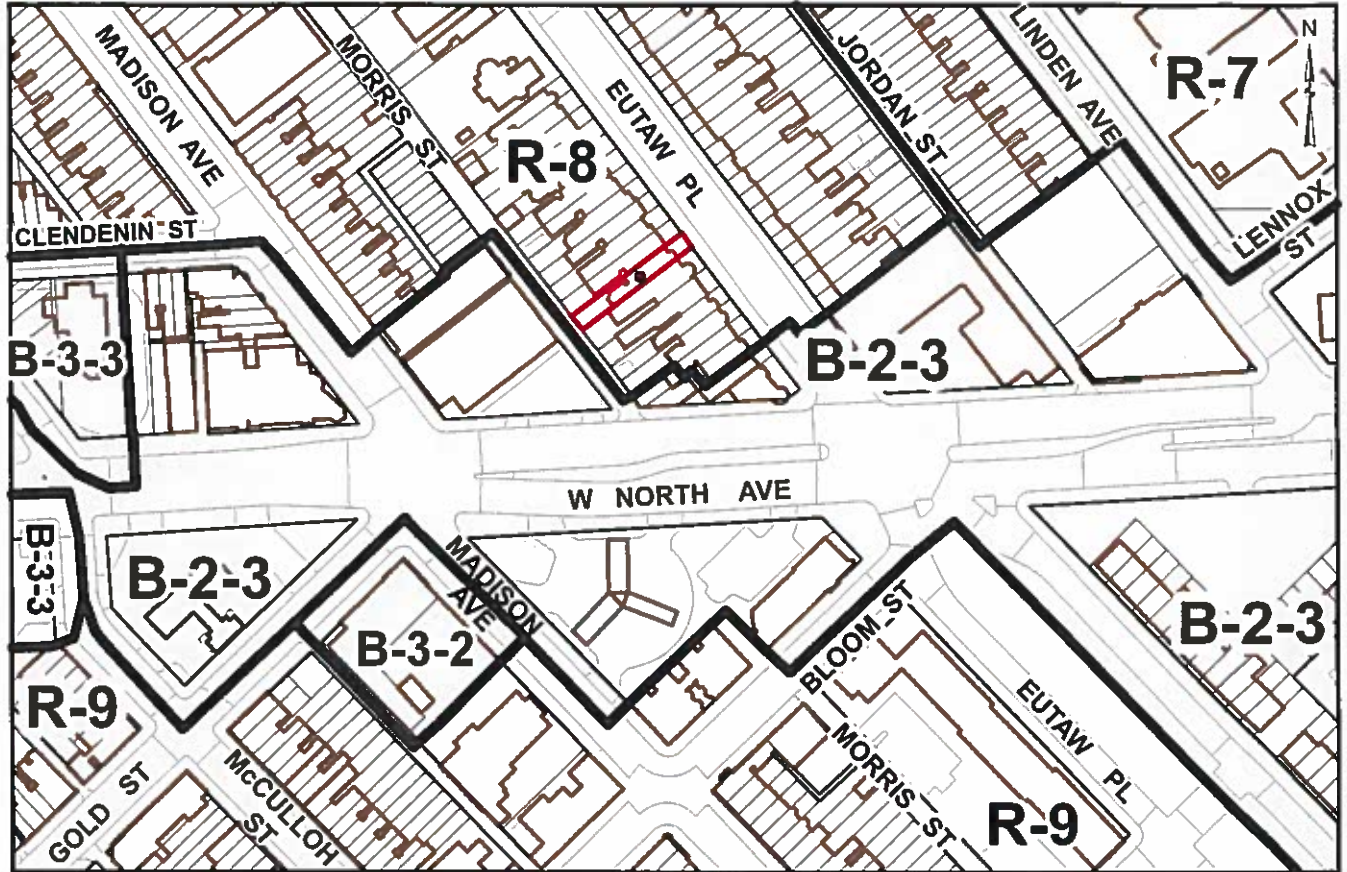 MADISON AVE
MORRIS ST
EUTAW PL
JORDAN ST
LINDEN AVE
R-7
N
R-8
LENNOX ST
CLENDENIN ST
B-3-3
B-2-3
W NORTH AVE
B-3-3
B-2-3
MADISON AVE
B-3-2
BLOOM ST
B-2-3
R-9
EUTAW PL
MORRIS ST
R-9
GOLD ST
McCULLOH ST